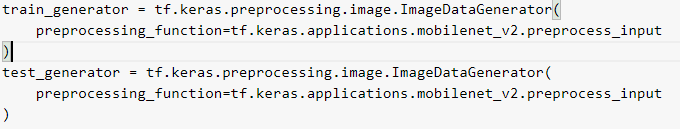 train_generator = tf.keras.preprocessing.image.ImageDataGenerator(
    preprocessing_function=tf.keras.applications.mobilenet_v2.preprocess_input
)
test_generator = tf.keras.preprocessing.image.ImageDataGenerator(
    preprocessing_function=tf.keras.applications.mobilenet_v2.preprocess_input
)